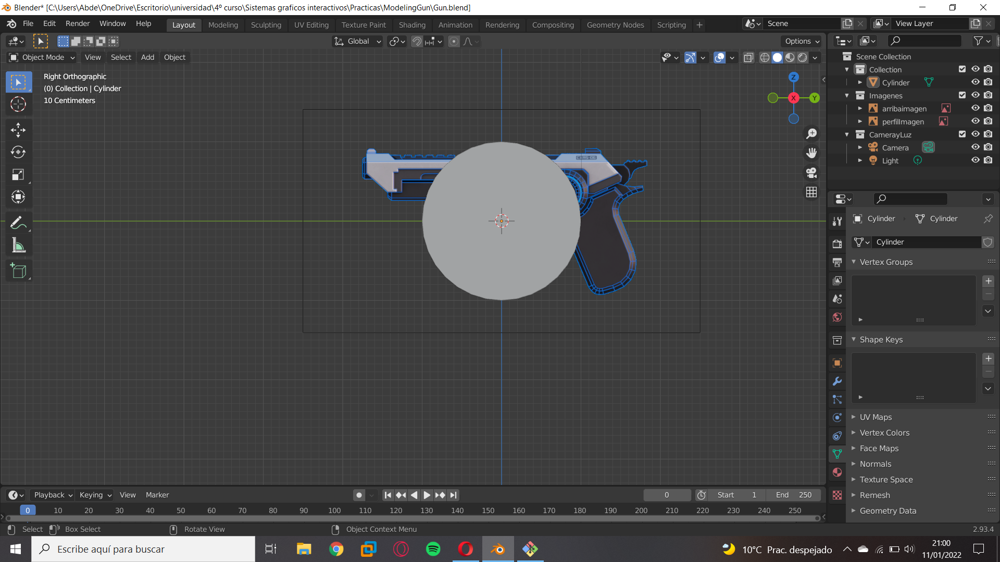 Blender* [C:\Users\Abde\OneDrive\Escritorio\universidad\4º curso\Sistemas graficos interactivos\Practicas\ModelingGun\Gun.blend]
File Edit Render Window Help
Layout Modeling Sculpting UV Editing Texture Paint Shading Animation Rendering Compositing Geometry Nodes Scripting +
Scene
View Layer
Global
Options
Object Mode View Select Add Object
Right Orthographic
(0) Collection | Cylinder
10 Centimeters
Z
X
Y
Scene Collection
Collection
Cylinder
Imagenes
arribaimagen
perfilImagen
CamerayLuz
Camera
Light
Cylinder Cylinder
Cylinder
Vertex Groups
Shape Keys
UV Maps
Vertex Colors
Face Maps
Normals
Texture Space
Remesh
Geometry Data
Playback Keying View Marker
0
Start 1
End 250
0 10 20 30 40 50 60 70 80 90 100 110 120 130 140 150 160 170 180 190 200 210 220 230 240 250
Select Box Select Rotate View Object Context Menu
2.93.4
Escribe aquí para buscar
10°C Prac. despejado
21:00
11/01/2022